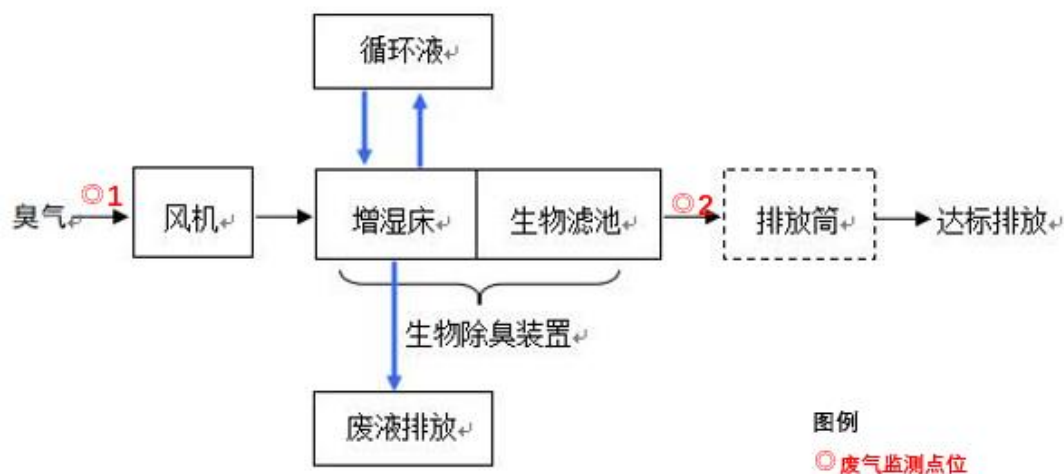 循环液
臭气 ◎1 风机 增湿床 生物滤池 ◎2 排放筒 达标排放
生物除臭装置
废液排放
图例
◎废气监测点位